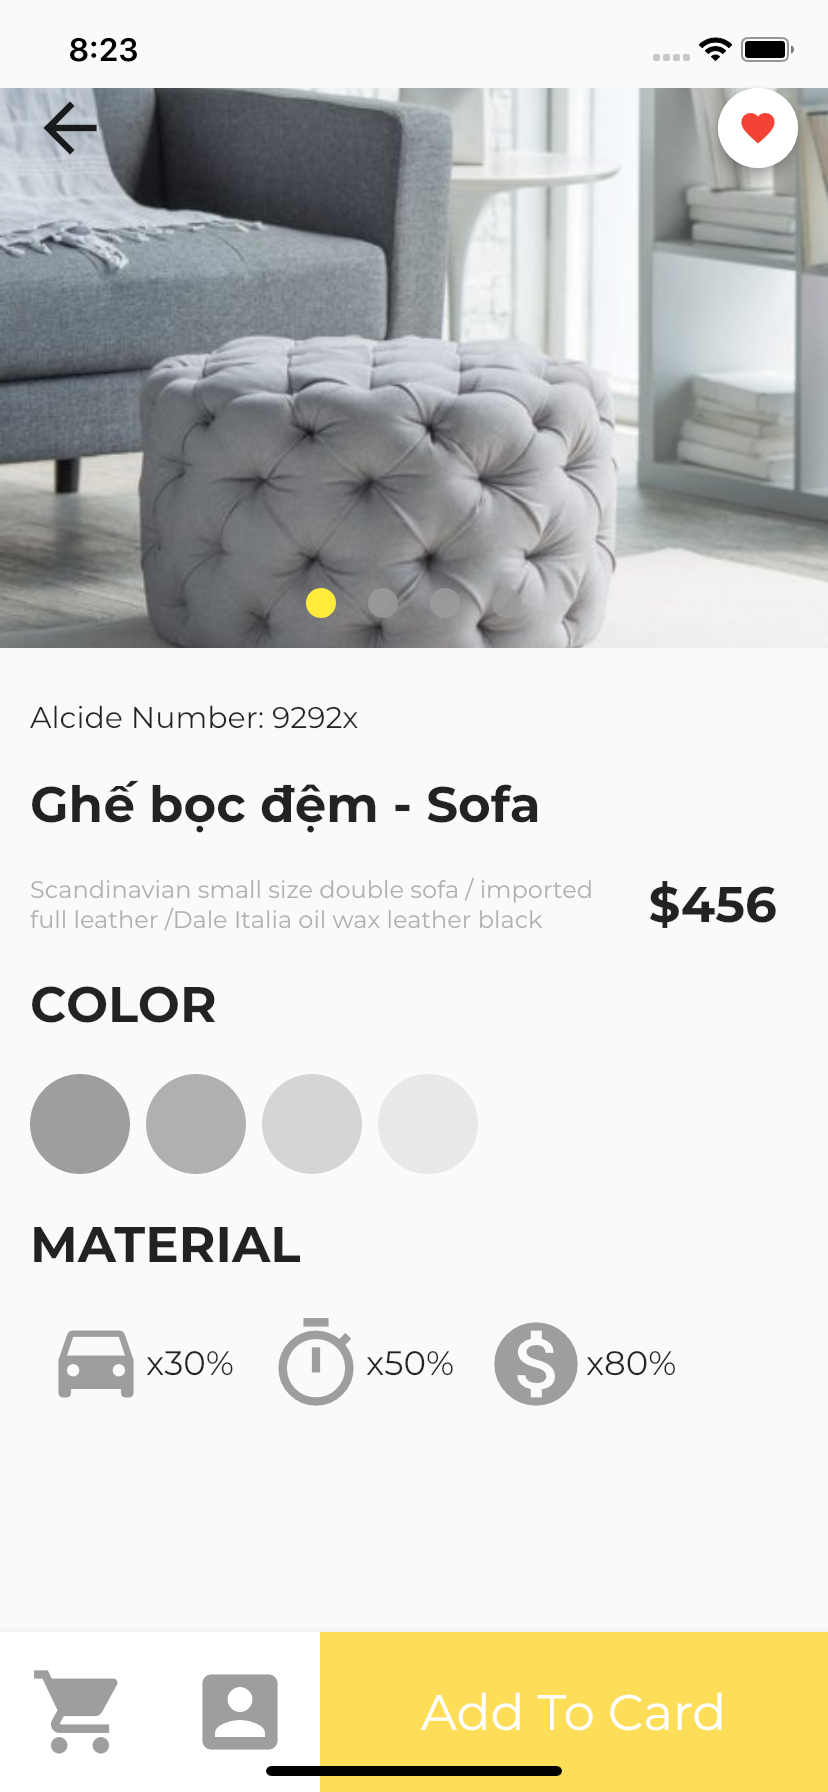 8:23
Alcide Number: 9292x
Ghế bọc đệm - Sofa
Scandinavian small size double sofa / imported
full leather /Dale Italia oil wax leather black
$456
COLOR
MATERIAL
x30% x50% x80%
Add To Card